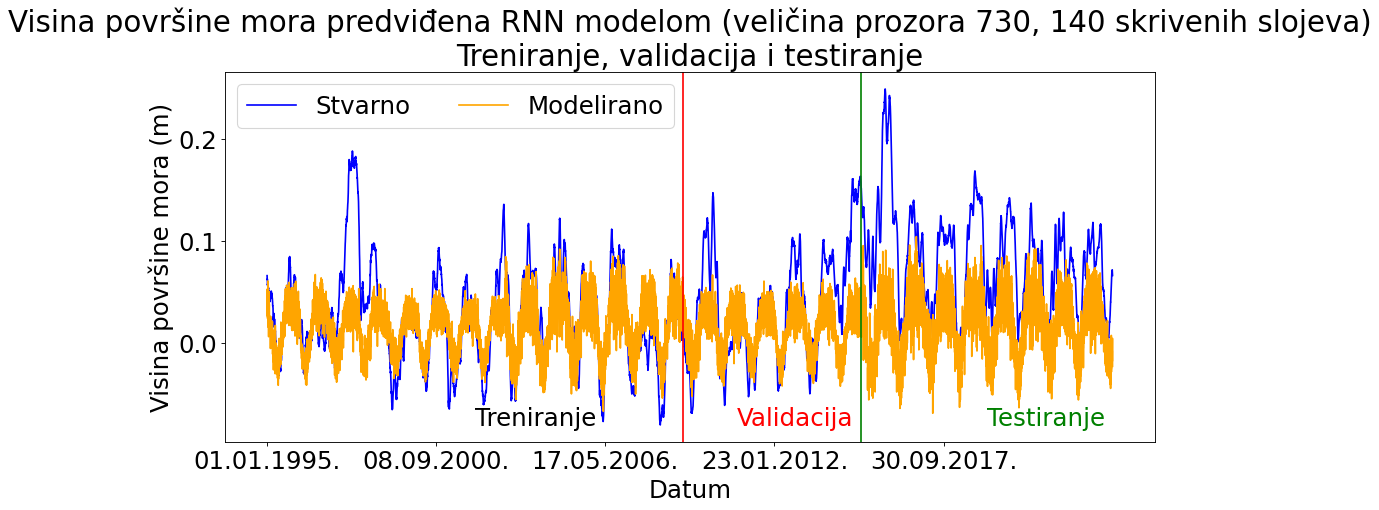 Visina površine mora predviđena RNN modelom (veličina prozora 730, 140 skrivenih slojeva)
Treniranje, validacija i testiranje
Stvarno
Modelirano
Visina površine mora (m)
0.2
0.1
0.0
Treniranje
Validacija
Testiranje
01.01.1995.
08.09.2000.
17.05.2006.
23.01.2012.
30.09.2017.
Datum